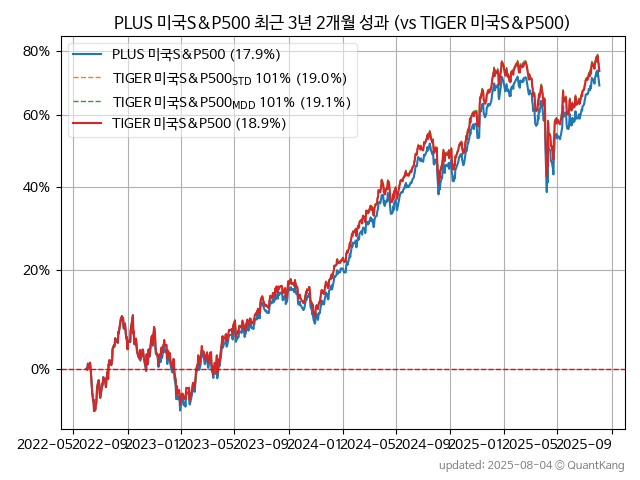 PLUS 미국S&P500 최근 3년 2개월 성과 (vs TIGER 미국S&P500)
PLUS 미국S&P500 (17.9%)
TIGER 미국S&P500STD 101% (19.0%)
TIGER 미국S&P500MDD 101% (19.1%)
TIGER 미국S&P500 (18.9%)
80%
60%
40%
20%
0%
2022-05 2022-09 2023-01 2023-05 2023-09 2024-01 2024-05 2024-09 2025-01 2025-05 2025-09
updated: 2025-08-04 © QuantKang